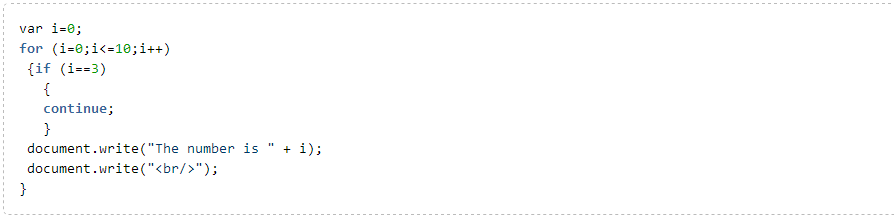 var i=0;
for (i=0;i<=10;i++)
{if (i==3)
{
continue;
}
document.write("The number is " + i);
document.write("<br/>");
}